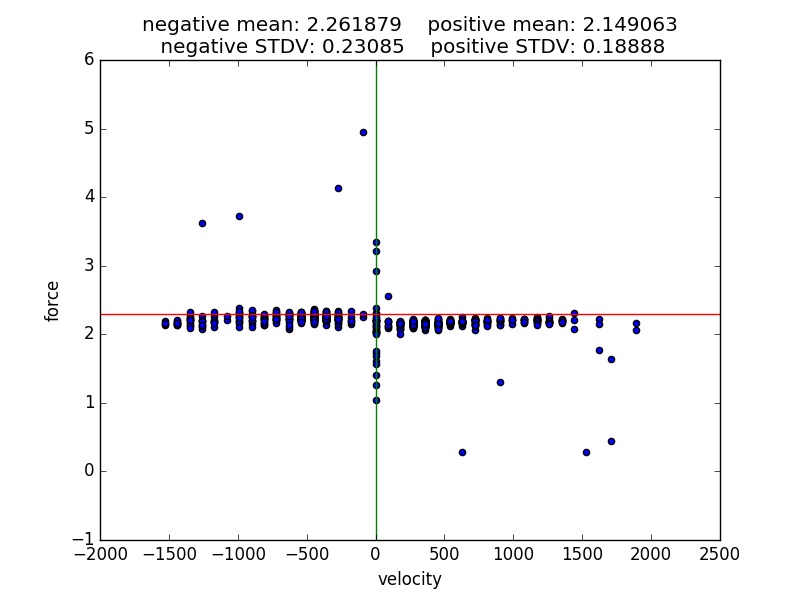 negative mean: 2.261879    positive mean: 2.149063
negative STDV: 0.23085    positive STDV: 0.18888
6
5
4
3
2
1
0
−1
force
−2000 −1500 −1000 −500 0 500 1000 1500 2000 2500
velocity